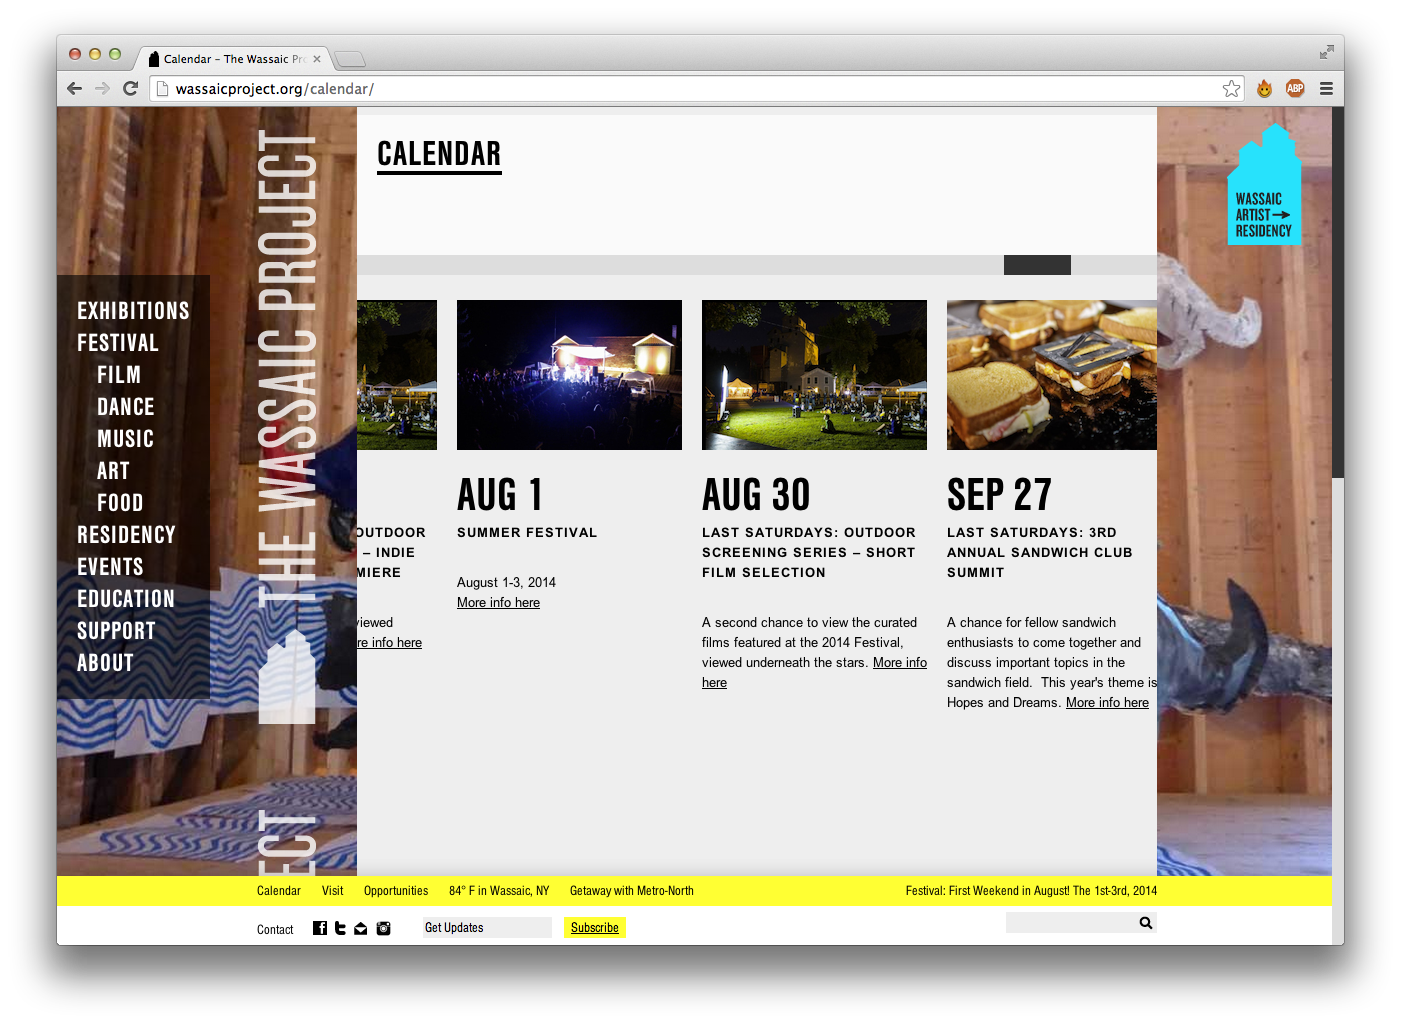 Calendar – The Wassaic Pr
wassaicproject.org/calendar/
CALENDAR
THE WASSAIC PROJECT
WASSAIC
ARTIST
RESIDENCY
EXHIBITIONS
FESTIVAL
FILM
DANCE
MUSIC
ART
FOOD
RESIDENCY
EVENTS
EDUCATION
SUPPORT
ABOUT
OUTDOOR
– INDIE
MIERE
viewed
re info here
AUG 1
SUMMER FESTIVAL
August 1-3, 2014
More info here
AUG 30
LAST SATURDAYS: OUTDOOR
SCREENING SERIES – SHORT
FILM SELECTION
A second chance to view the curated
films featured at the 2014 Festival,
viewed underneath the stars. More info
here
SEP 27
LAST SATURDAYS: 3RD
ANNUAL SANDWICH CLUB
SUMMIT
A chance for fellow sandwich
enthusiasts to come together and
discuss important topics in the
sandwich field. This year's theme is
Hopes and Dreams. More info here
ECT
Calendar Visit Opportunities 84° F in Wassaic, NY Getaway with Metro-North Festival: First Weekend in August! The 1st-3rd, 2014
Contact Get Updates Subscribe
ABP